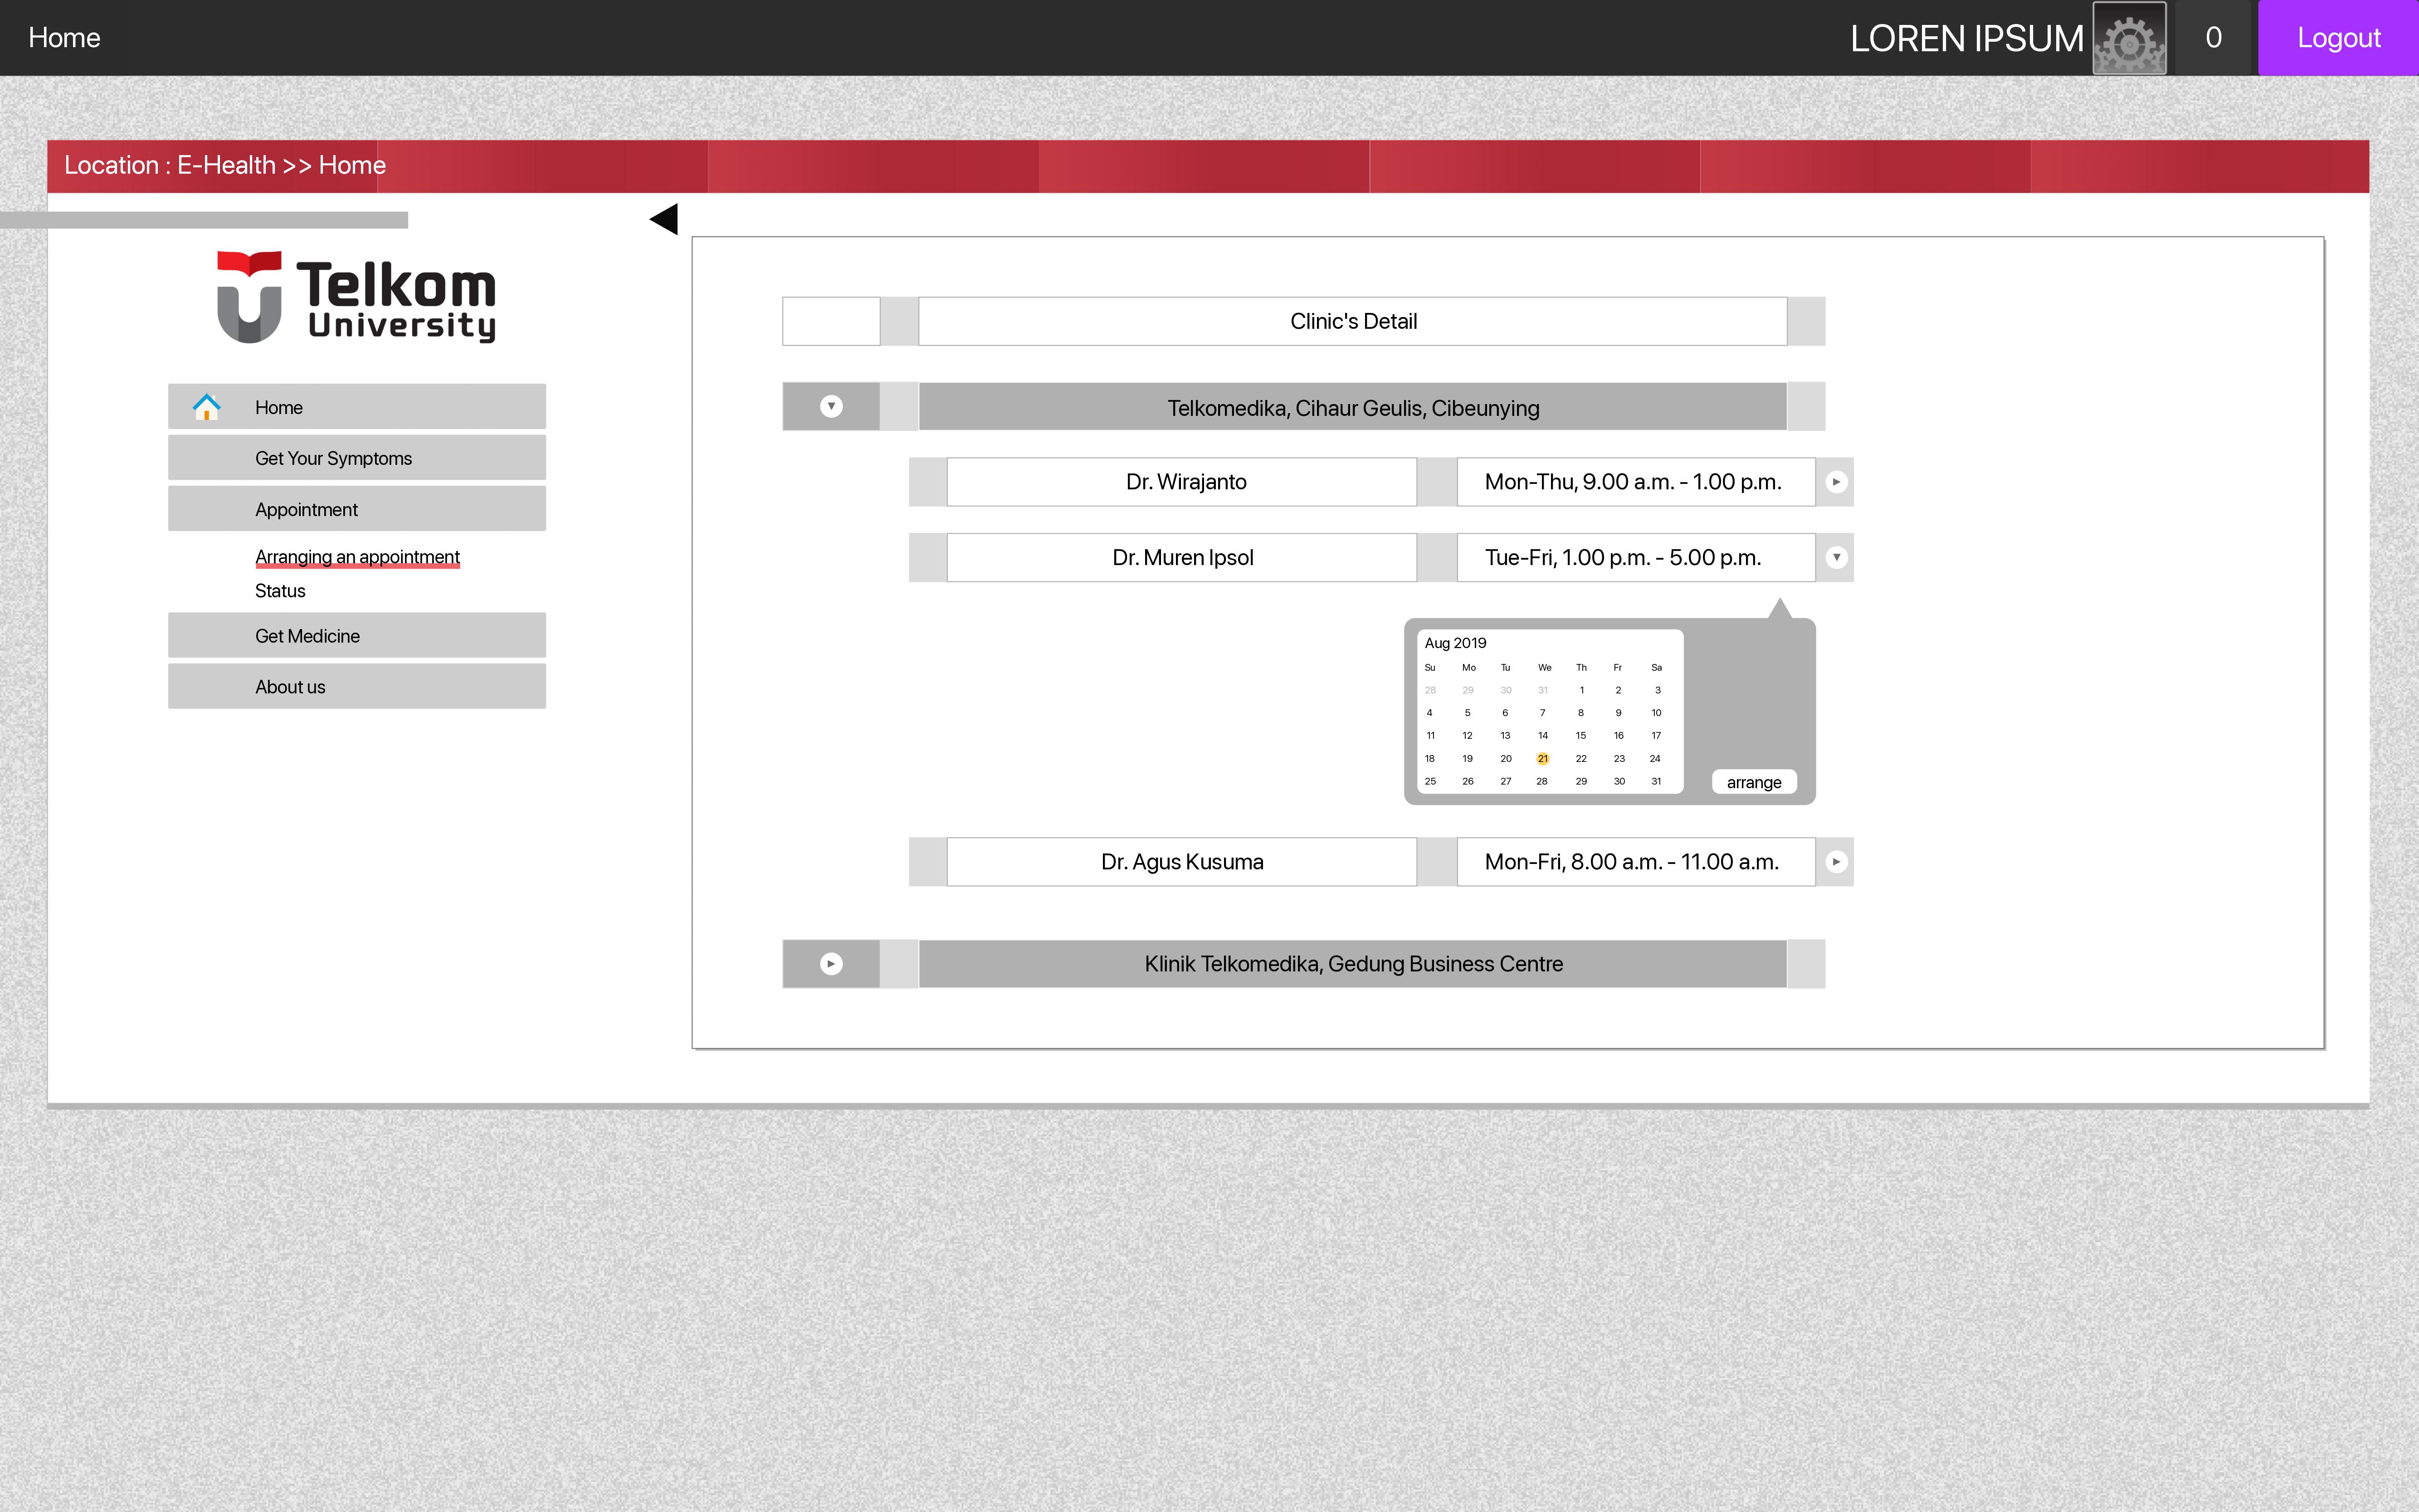 Home
LOREN IPSUM
0
Logout
Location : E-Health >> Home
Telkom
University
Home
Get Your Symptoms
Appointment
Arranging an appointment
Status
Get Medicine
About us
Clinic's Detail
Telkomedika, Cihaur Geulis, Cibeunying
Dr. Wirajanto Mon-Thu, 9.00 a.m. - 1.00 p.m.
Dr. Muren Ipsol Tue-Fri, 1.00 p.m. - 5.00 p.m.
Aug 2019
Su Mo Tu We Th Fr Sa
28 29 30 31 1 2 3
4 5 6 7 8 9 10
11 12 13 14 15 16 17
18 19 20 21 22 23 24
25 26 27 28 29 30 31
arrange
Dr. Agus Kusuma Mon-Fri, 8.00 a.m. - 11.00 a.m.
Klinik Telkomedika, Gedung Business Centre